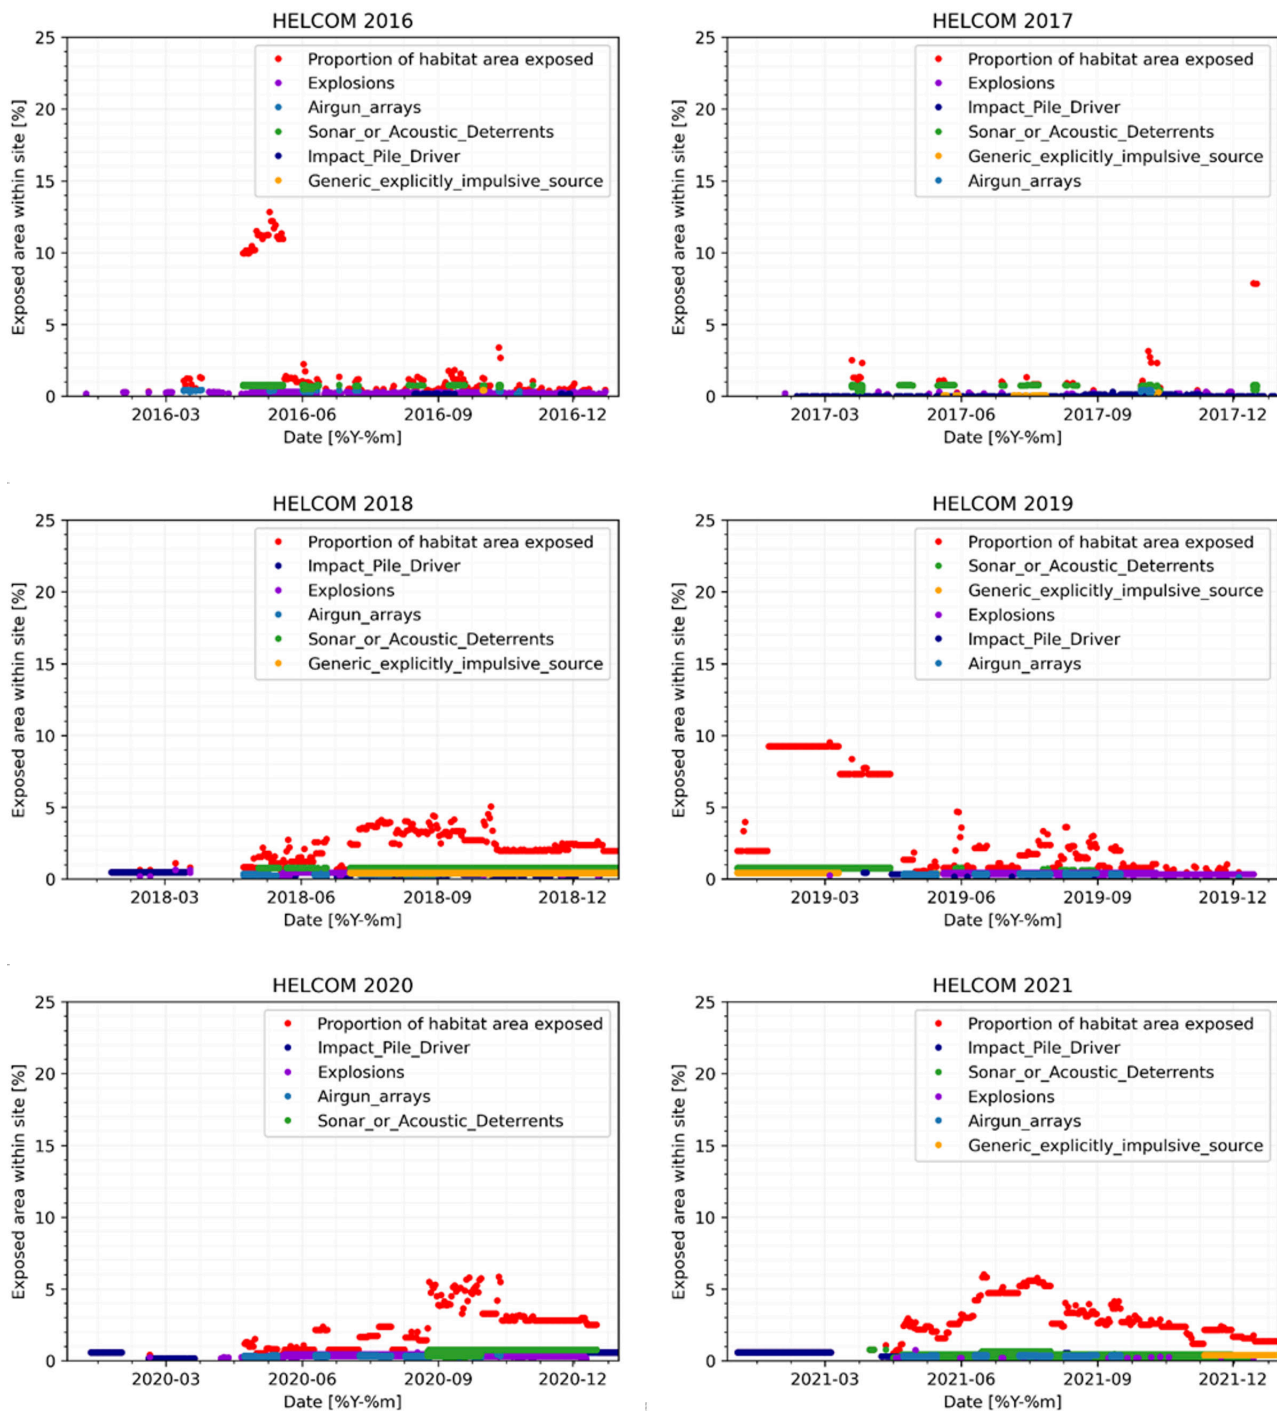 HELCOM 2016
25
20
15
10
5
0
Exposed area within site [%]
Proportion of habitat area exposed
Explosions
Airgun_arrays
Sonar_or_Acoustic_Deterrents
Impact_Pile_Driver
Generic_explicitly_impulsive_source
2016-03 2016-06 2016-09 2016-12
Date [%Y-%m]
HELCOM 2017
25
20
15
10
5
0
Exposed area within site [%]
Proportion of habitat area exposed
Explosions
Impact_Pile_Driver
Sonar_or_Acoustic_Deterrents
Generic_explicitly_impulsive_source
Airgun_arrays
2017-03 2017-06 2017-09 2017-12
Date [%Y-%m]
HELCOM 2018
25
20
15
10
5
0
Exposed area within site [%]
Proportion of habitat area exposed
Impact_Pile_Driver
Explosions
Airgun_arrays
Sonar_or_Acoustic_Deterrents
Generic_explicitly_impulsive_source
2018-03 2018-06 2018-09 2018-12
Date [%Y-%m]
HELCOM 2019
25
20
15
10
5
0
Exposed area within site [%]
Proportion of habitat area exposed
Sonar_or_Acoustic_Deterrents
Generic_explicitly_impulsive_source
Explosions
Impact_Pile_Driver
Airgun_arrays
2019-03 2019-06 2019-09 2019-12
Date [%Y-%m]
HELCOM 2020
25
20
15
10
5
0
Exposed area within site [%]
Proportion of habitat area exposed
Impact_Pile_Driver
Explosions
Airgun_arrays
Sonar_or_Acoustic_Deterrents
2020-03 2020-06 2020-09 2020-12
Date [%Y-%m]
HELCOM 2021
25
20
15
10
5
0
Exposed area within site [%]
Proportion of habitat area exposed
Impact_Pile_Driver
Sonar_or_Acoustic_Deterrents
Explosions
Airgun_arrays
Generic_explicitly_impulsive_source
2021-03 2021-06 2021-09 2021-12
Date [%Y-%m]